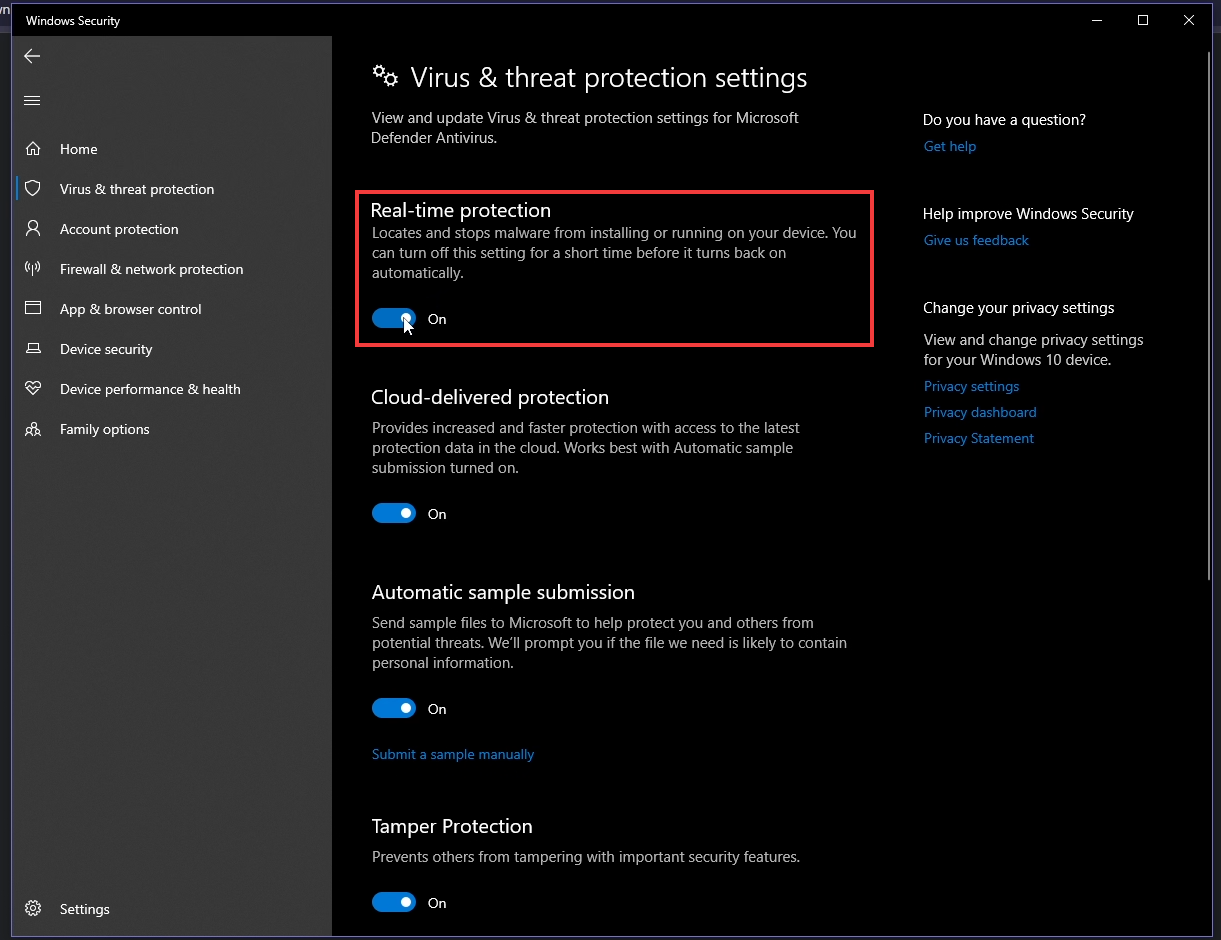 wn
Windows Security
Home
Virus & threat protection
Account protection
Firewall & network protection
App & browser control
Device security
Device performance & health
Family options
Settings
Virus & threat protection settings
View and update Virus & threat protection settings for Microsoft
Defender Antivirus.
Real-time protection
Locates and stops malware from installing or running on your device. You
can turn off this setting for a short time before it turns back on
automatically.
On
Cloud-delivered protection
Provides increased and faster protection with access to the latest
protection data in the cloud. Works best with Automatic sample
submission turned on.
On
Automatic sample submission
Send sample files to Microsoft to help protect you and others from
potential threats. We’ll prompt you if the file we need is likely to contain
personal information.
On
Submit a sample manually
Tamper Protection
Prevents others from tampering with important security features.
On
Do you have a question?
Get help
Help improve Windows Security
Give us feedback
Change your privacy settings
View and change privacy settings
for your Windows 10 device.
Privacy settings
Privacy dashboard
Privacy Statement